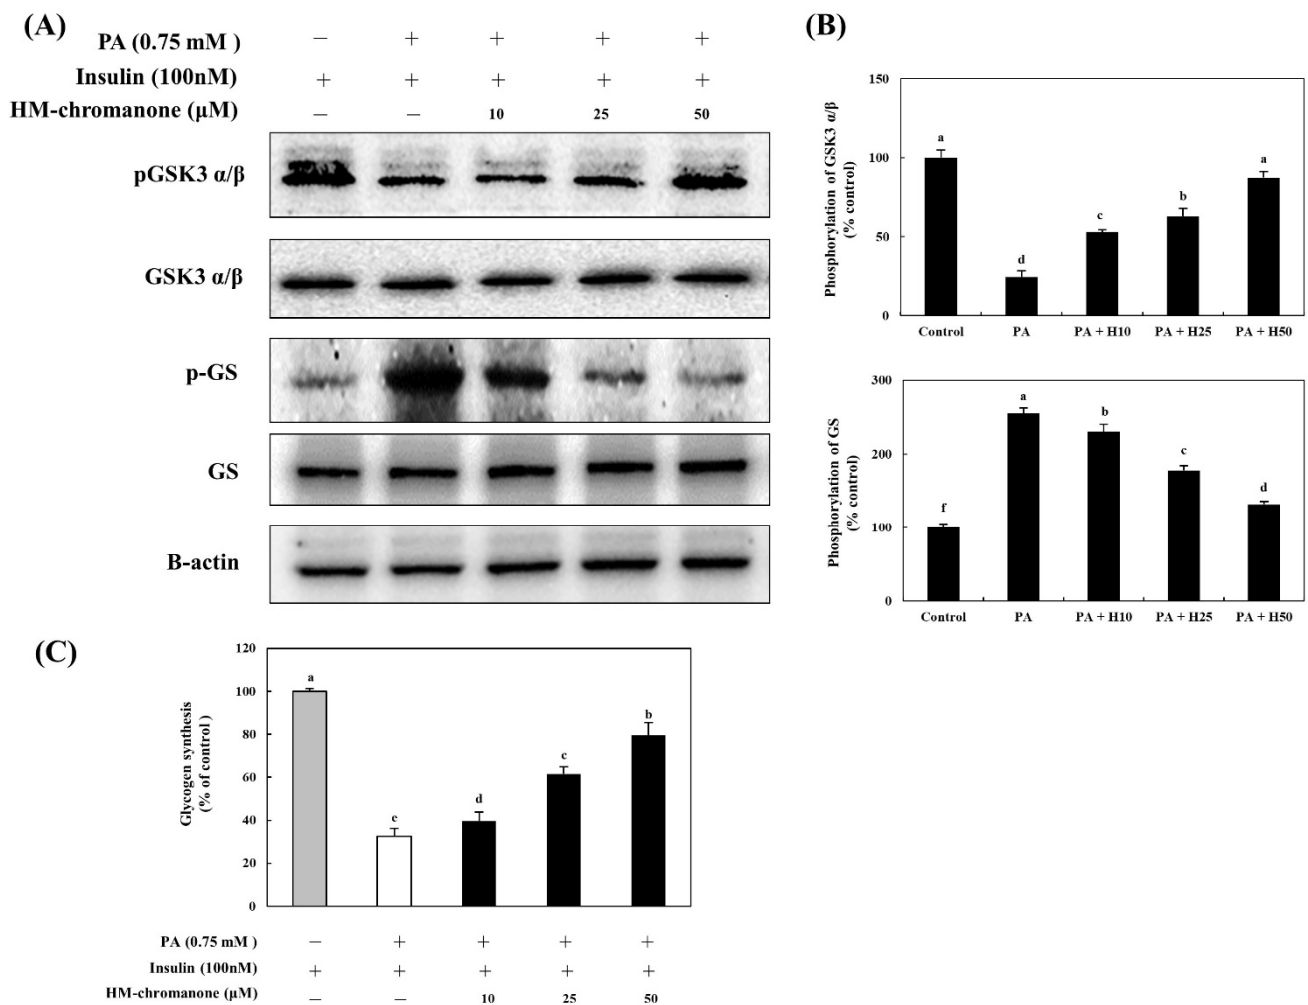 (A)
PA (0.75 mM ) − + + + +
Insulin (100nM) + + + + +
HM-chromanone (μM) − − 10 25 50
pGSK3 α/β
GSK3 α/β
p-GS
GS
B-actin
(B)
Phosphorylation of GSK3 α/β
(% control)
150
100
50
0
a
d
c
b
a
Control PA PA + H10 PA + H25 PA + H50
Phosphorylation of GS
(% control)
300
200
100
0
f
a
b
c
d
Control PA PA + H10 PA + H25 PA + H50
(C)
Glycogen synthesis
(% of control )
120
100
80
60
40
20
0
a
e
d
c
b
PA (0.75 mM ) − + + + +
Insulin (100nM) + + + + +
HM-chromanone (μM) − − 10 25 50